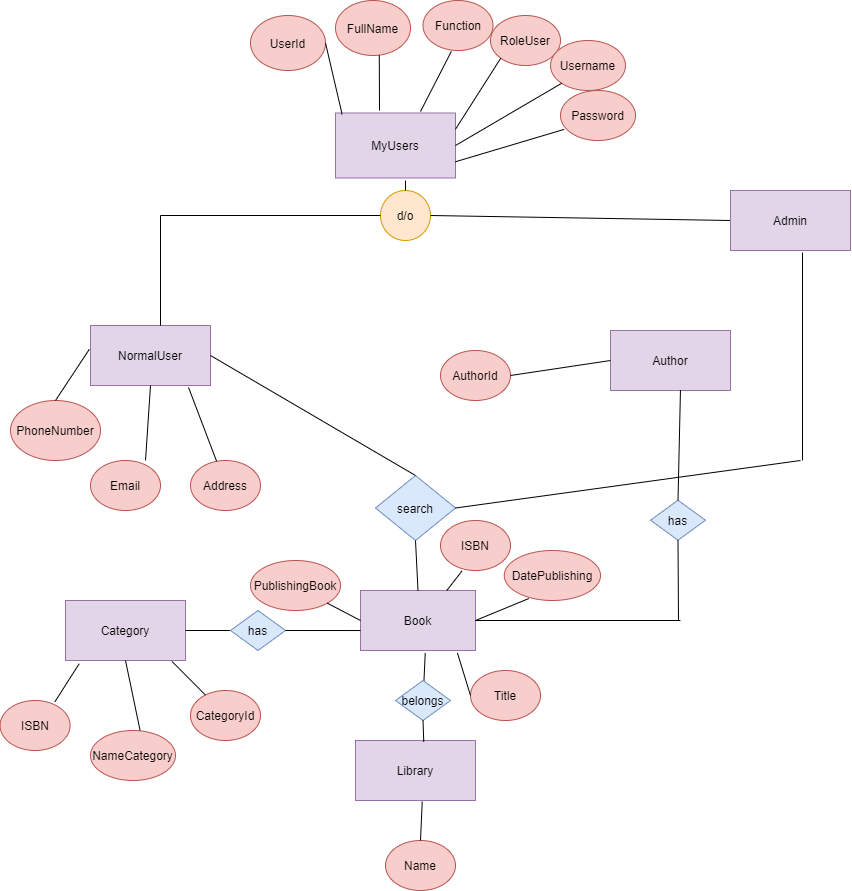 FullName
Function
UserId
RoleUser
Username
Password
MyUsers
d/o
Admin
NormalUser
Author
AuthorId
PhoneNumber
Email
Address
search
has
ISBN
DatePublishing
PublishingBook
Book
Category
has
Title
belongs
CategoryId
ISBN
NameCategory
Library
Name